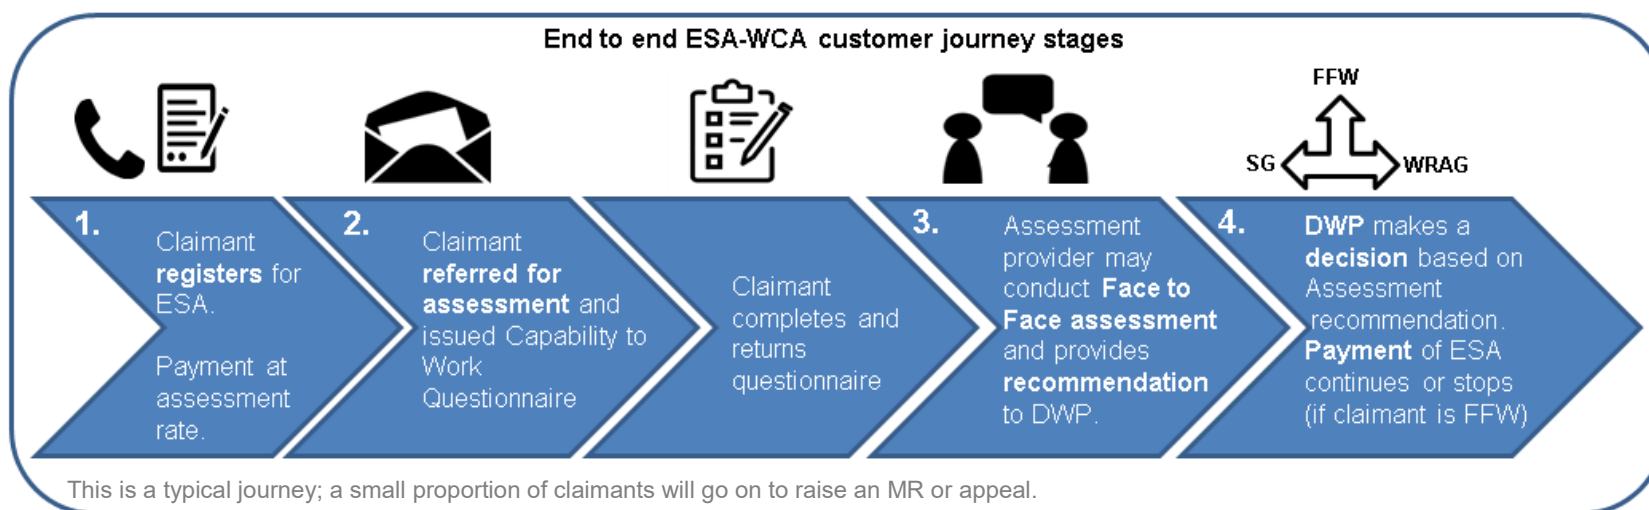 End to end ESA-WCA customer journey stages
FFW
SG
WRAG
1.
Claimant
registers for
ESA.
Payment at
assessment
rate.
2.
Claimant
referred for
assessment and
issued Capability to
Work
Questionnaire
Claimant
completes and
returns
questionnaire
3.
Assessment
provider may
conduct Face to
Face assessment
and provides
recommendation
to DWP.
4.
DWP makes a
decision based on
Assessment
recommendation.
Payment of ESA
continues or stops
(if claimant is FFW)
This is a typical journey; a small proportion of claimants will go on to raise an MR or appeal.